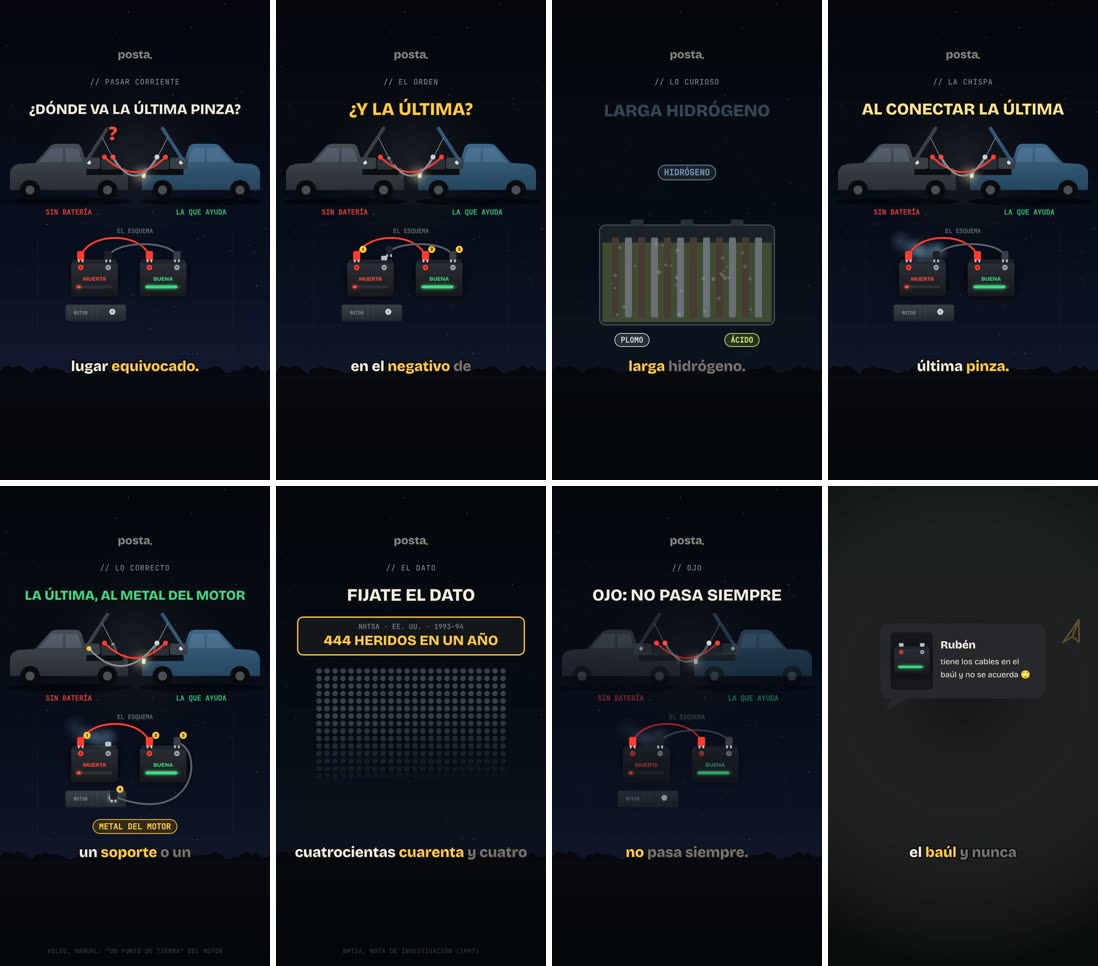 posta.
// PASAR CORRIENTE
¿DÓNDE VA LA ÚLTIMA PINZA?
?
SIN BATERÍA
LA QUE AYUDA
EL ESQUEMA
MUERTA
BUENA
MOTOR
lugar equivocado.
posta.
// EL ORDEN
¿Y LA ÚLTIMA?
SIN BATERÍA
LA QUE AYUDA
EL ESQUEMA
1
2
3
MUERTA
BUENA
MOTOR
en el negativo de
posta.
// LO CURIOSO
LARGA HIDRÓGENO
HIDRÓGENO
PLOMO
ÁCIDO
larga hidrógeno.
posta.
// LA CHISPA
AL CONECTAR LA ÚLTIMA
SIN BATERÍA
LA QUE AYUDA
EL ESQUEMA
MUERTA
BUENA
MOTOR
última pinza.
posta.
// LO CORRECTO
LA ÚLTIMA, AL METAL DEL MOTOR
SIN BATERÍA
LA QUE AYUDA
EL ESQUEMA
1
2
3
MUERTA
BUENA
4
MOTOR
METAL DEL MOTOR
un soporte o un
VOLVO, MANUAL: "UN PUNTO DE TIERRA" DEL MOTOR
posta.
// EL DATO
FIJATE EL DATO
NHTSA · EE. UU. · 1993–94
444 HERIDOS EN UN AÑO
cuatrocientas cuarenta y cuatro
NHTSA, NOTA DE INVESTIGACIÓN (1997)
posta.
// OJO
OJO: NO PASA SIEMPRE
SIN BATERÍA
LA QUE AYUDA
EL ESQUEMA
MUERTA
BUENA
MOTOR
no pasa siempre.
Rubén
tiene los cables en el
baúl y no se acuerda 🙄
el baúl y nunca